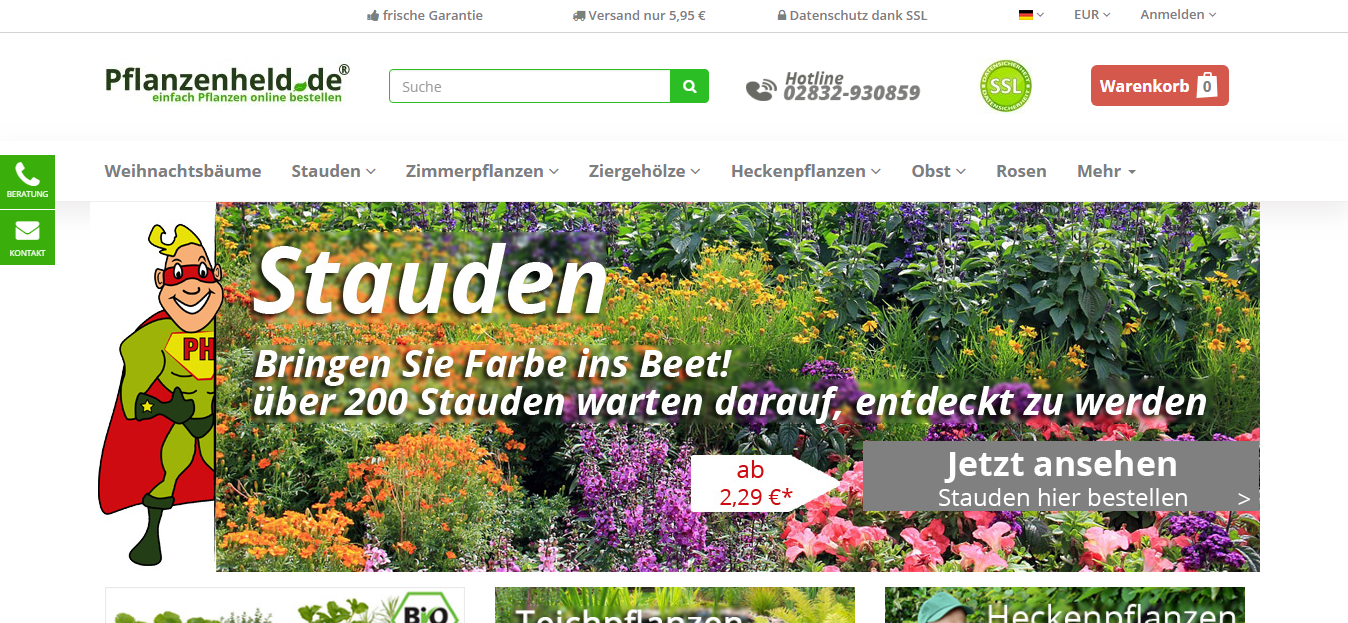 frische Garantie
Versand nur 5,95 €
Datenschutz dank SSL
EUR
Anmelden
Pflanzenheld.de®
einfach Pflanzen online bestellen
Suche
Hotline
02832-930859
DATENSICHERHEIT
SSL
DATENSICHERHEIT
Warenkorb 0
BERATUNG
KONTAKT
Weihnachtsbäume
Stauden
Zimmerpflanzen
Ziergehölze
Heckenpflanzen
Obst
Rosen
Mehr
PH
Stauden
Bringen Sie Farbe ins Beet!
über 200 Stauden warten darauf, entdeckt zu werden
ab
2,29 €*
Jetzt ansehen
Stauden hier bestellen >
BiO
Teichpflanzen
Heckenpflanzen